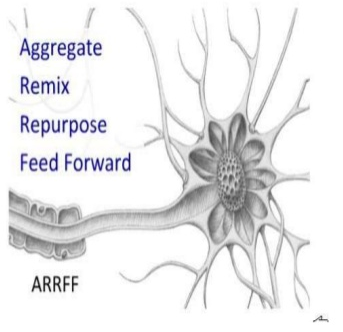 Aggregate
Remix
Repurpose
Feed Forward
ARRFF